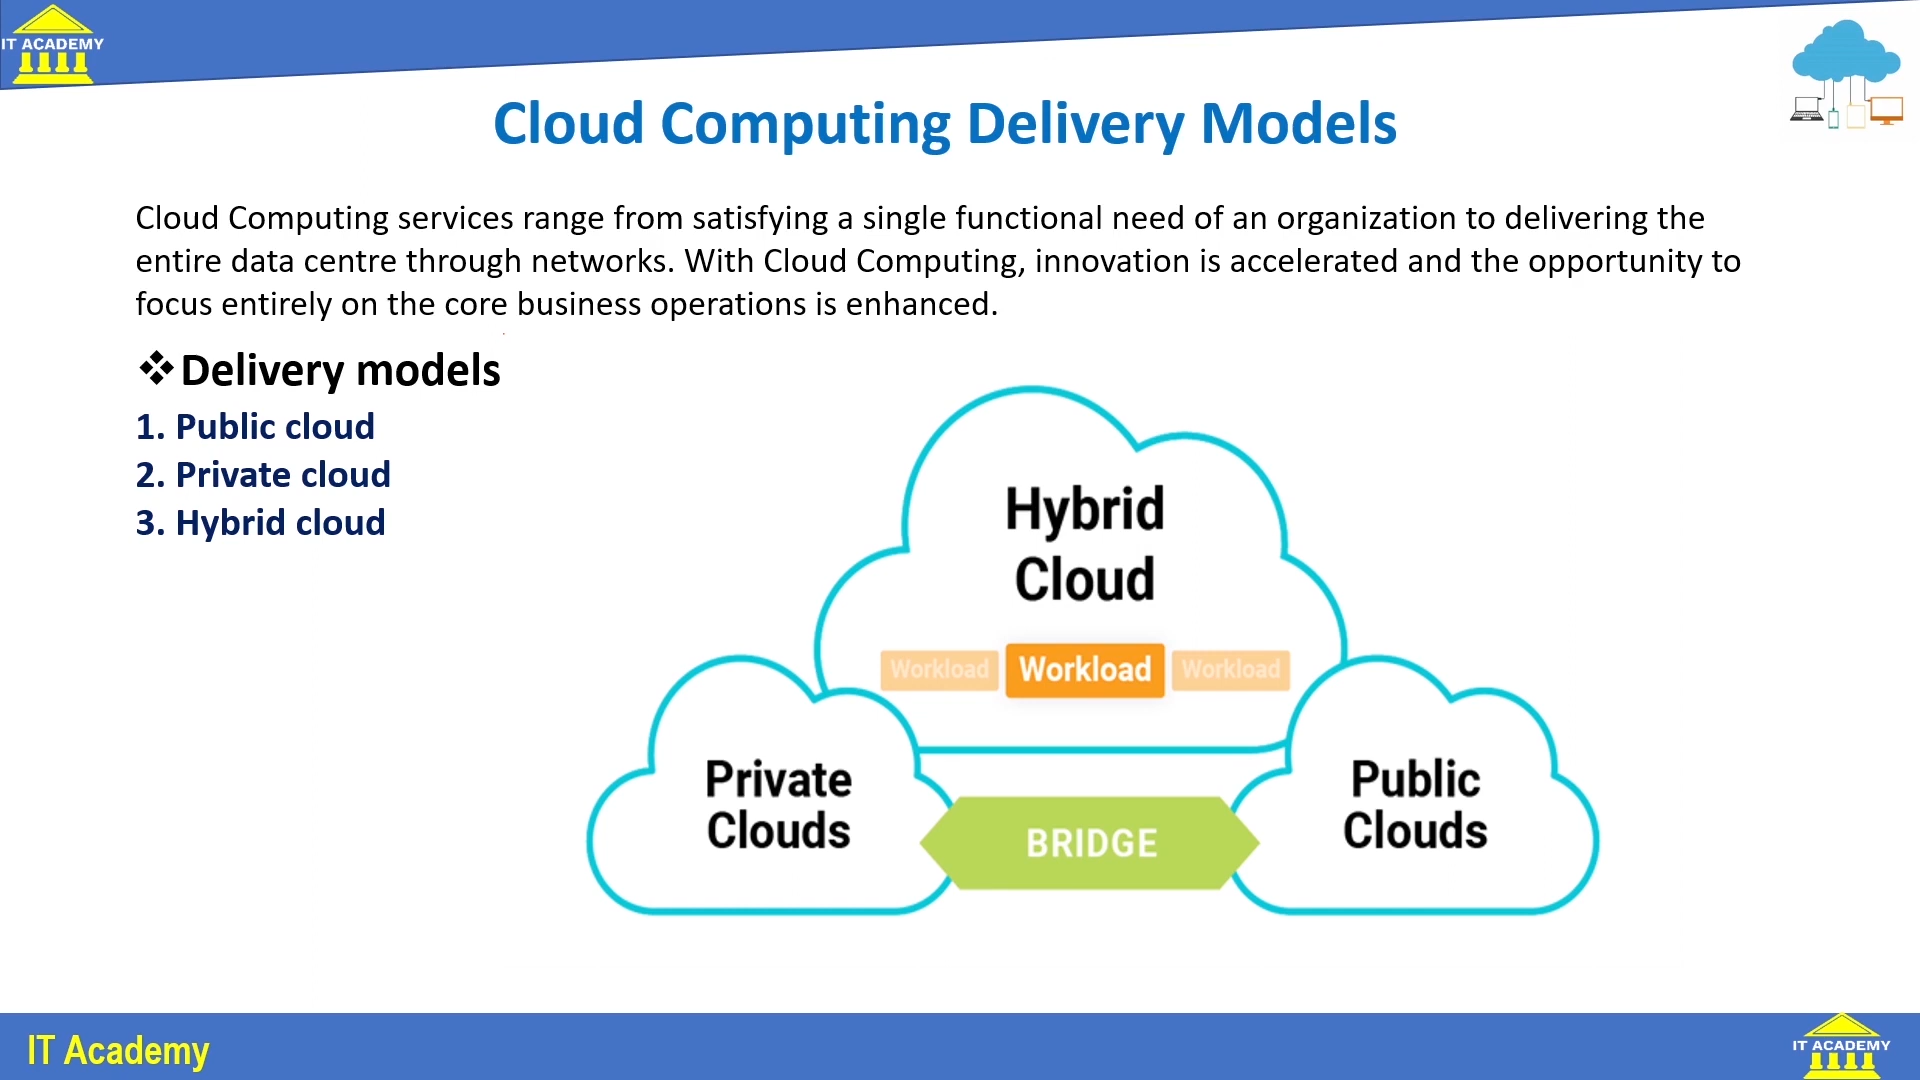 IT ACADEMY
Cloud Computing Delivery Models
Cloud Computing services range from satisfying a single functional need of an organization to delivering the
entire data centre through networks. With Cloud Computing, innovation is accelerated and the opportunity to
focus entirely on the core business operations is enhanced.
❖Delivery models
1. Public cloud
2. Private cloud
3. Hybrid cloud
Hybrid
Cloud
Workload Workload Workload
Private
Clouds
BRIDGE
Public
Clouds
IT Academy
IT ACADEMY